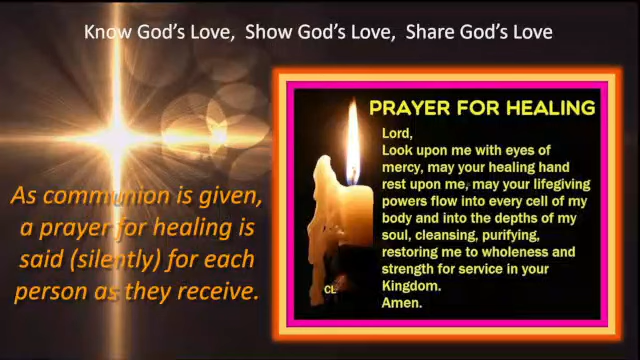 Know God's Love, Show God's Love, Share God's Love
As communion is given,
a prayer for healing is
said (silently) for each
person as they receive.
PRAYER FOR HEALING
Lord,
Look upon me with eyes of
mercy, may your healing hand
rest upon me, may your lifegiving
powers flow into every cell of my
body and into the depths of my
soul, cleansing, purifying,
restoring me to wholeness and
strength for service in your
Kingdom.
Amen.
CL